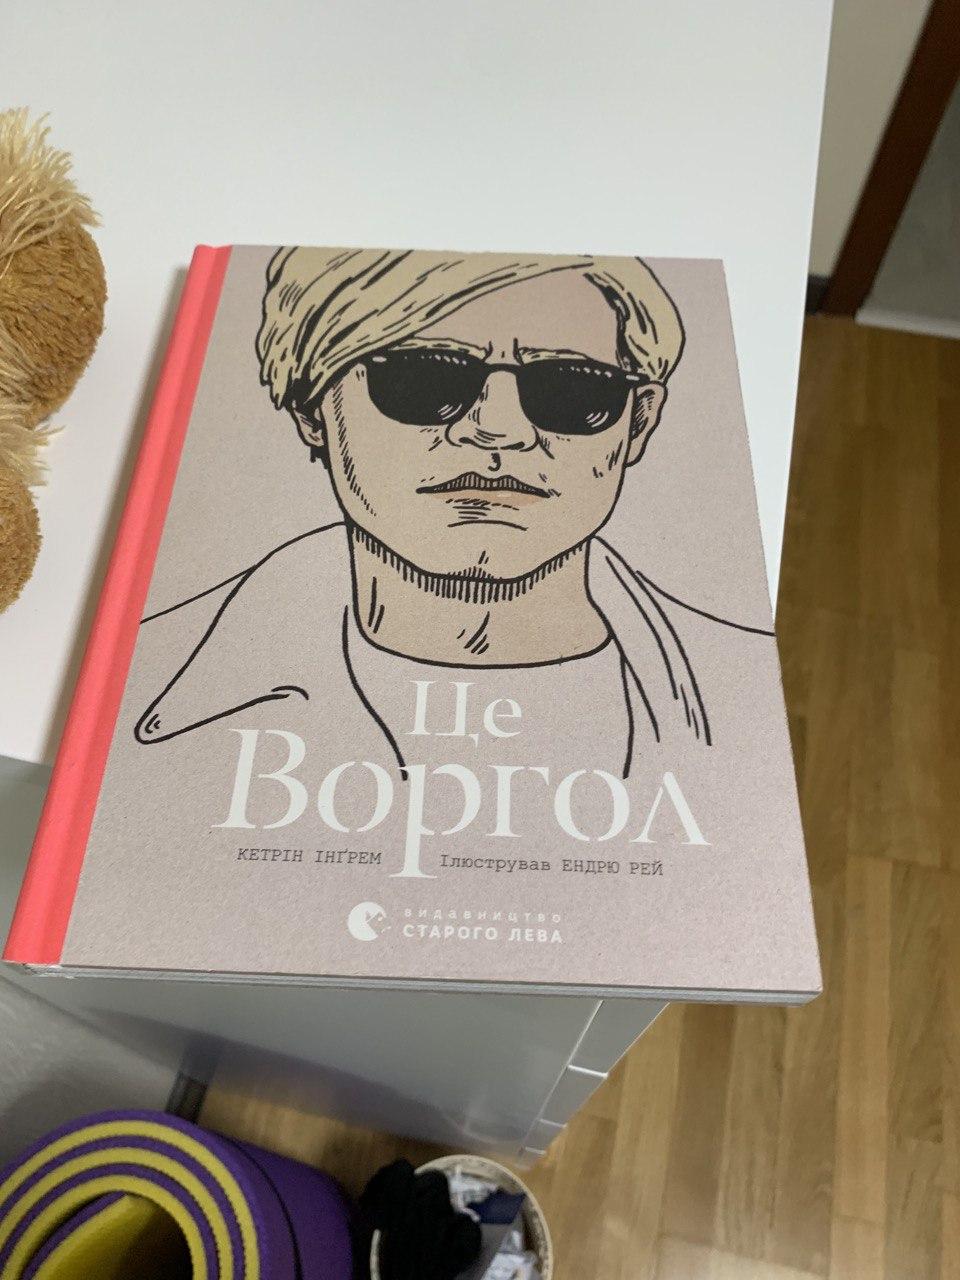 Це
Воргол
КЕТРІН ІНҐРЕМ Ілюстрував ЕНДРЮ РЕЙ
видавництво
СТАРОГО ЛЕВА